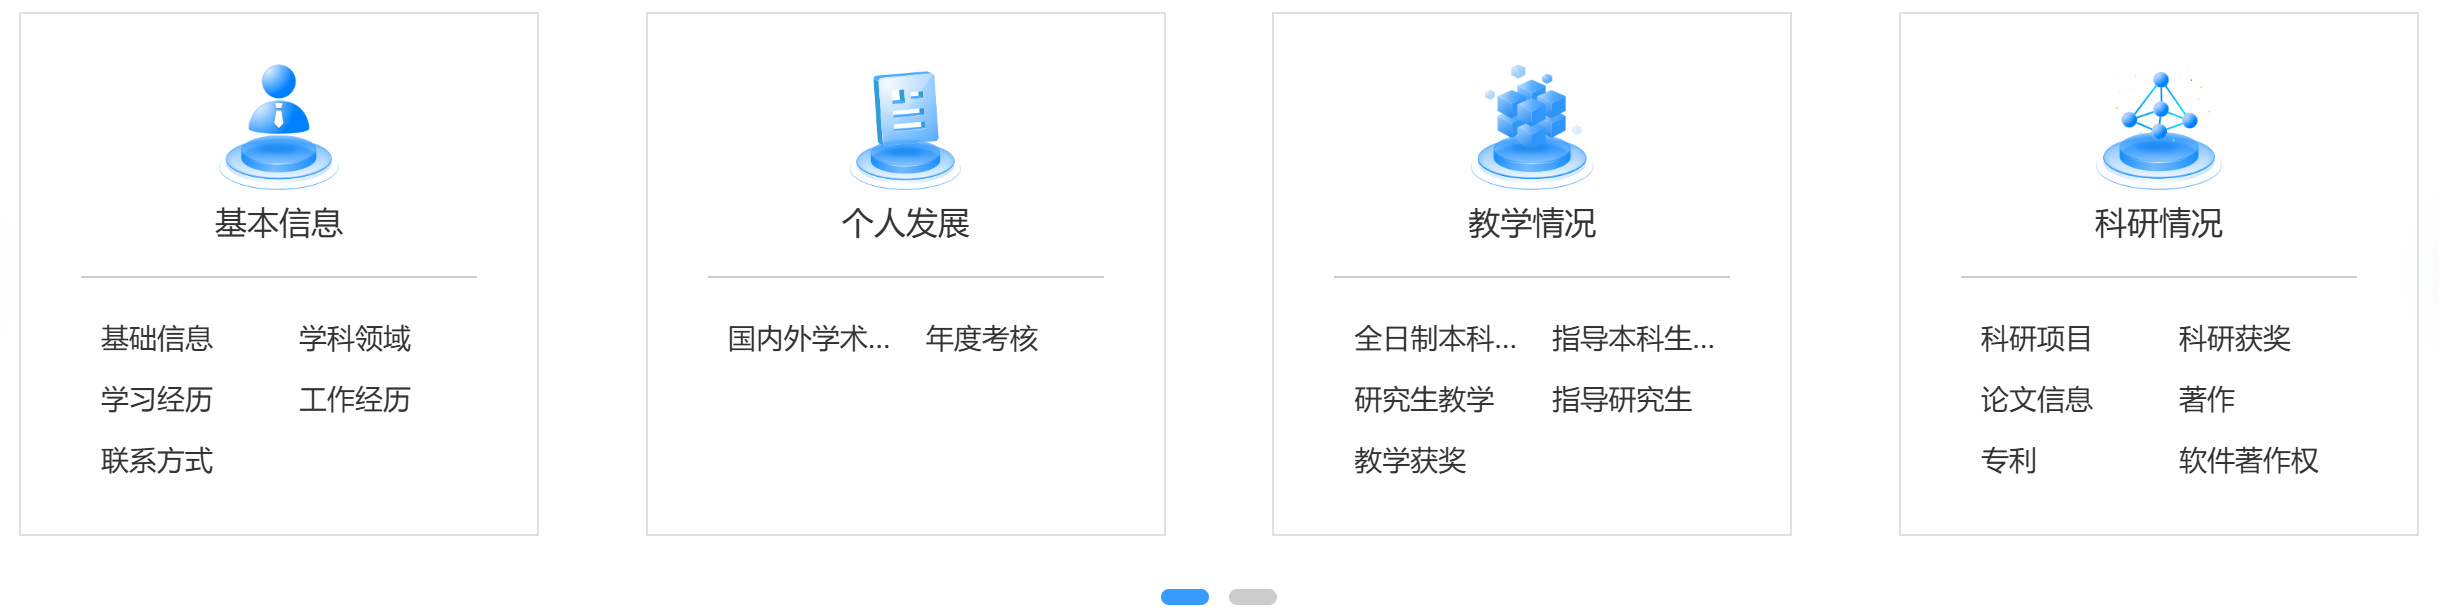 基本信息
基础信息
学科领域
学习经历
工作经历
联系方式
个人发展
国内外学术...
年度考核
教学情况
全日制本科...
指导本科生...
研究生教学
指导研究生
教学获奖
科研情况
科研项目
科研获奖
论文信息
著作
专利
软件著作权